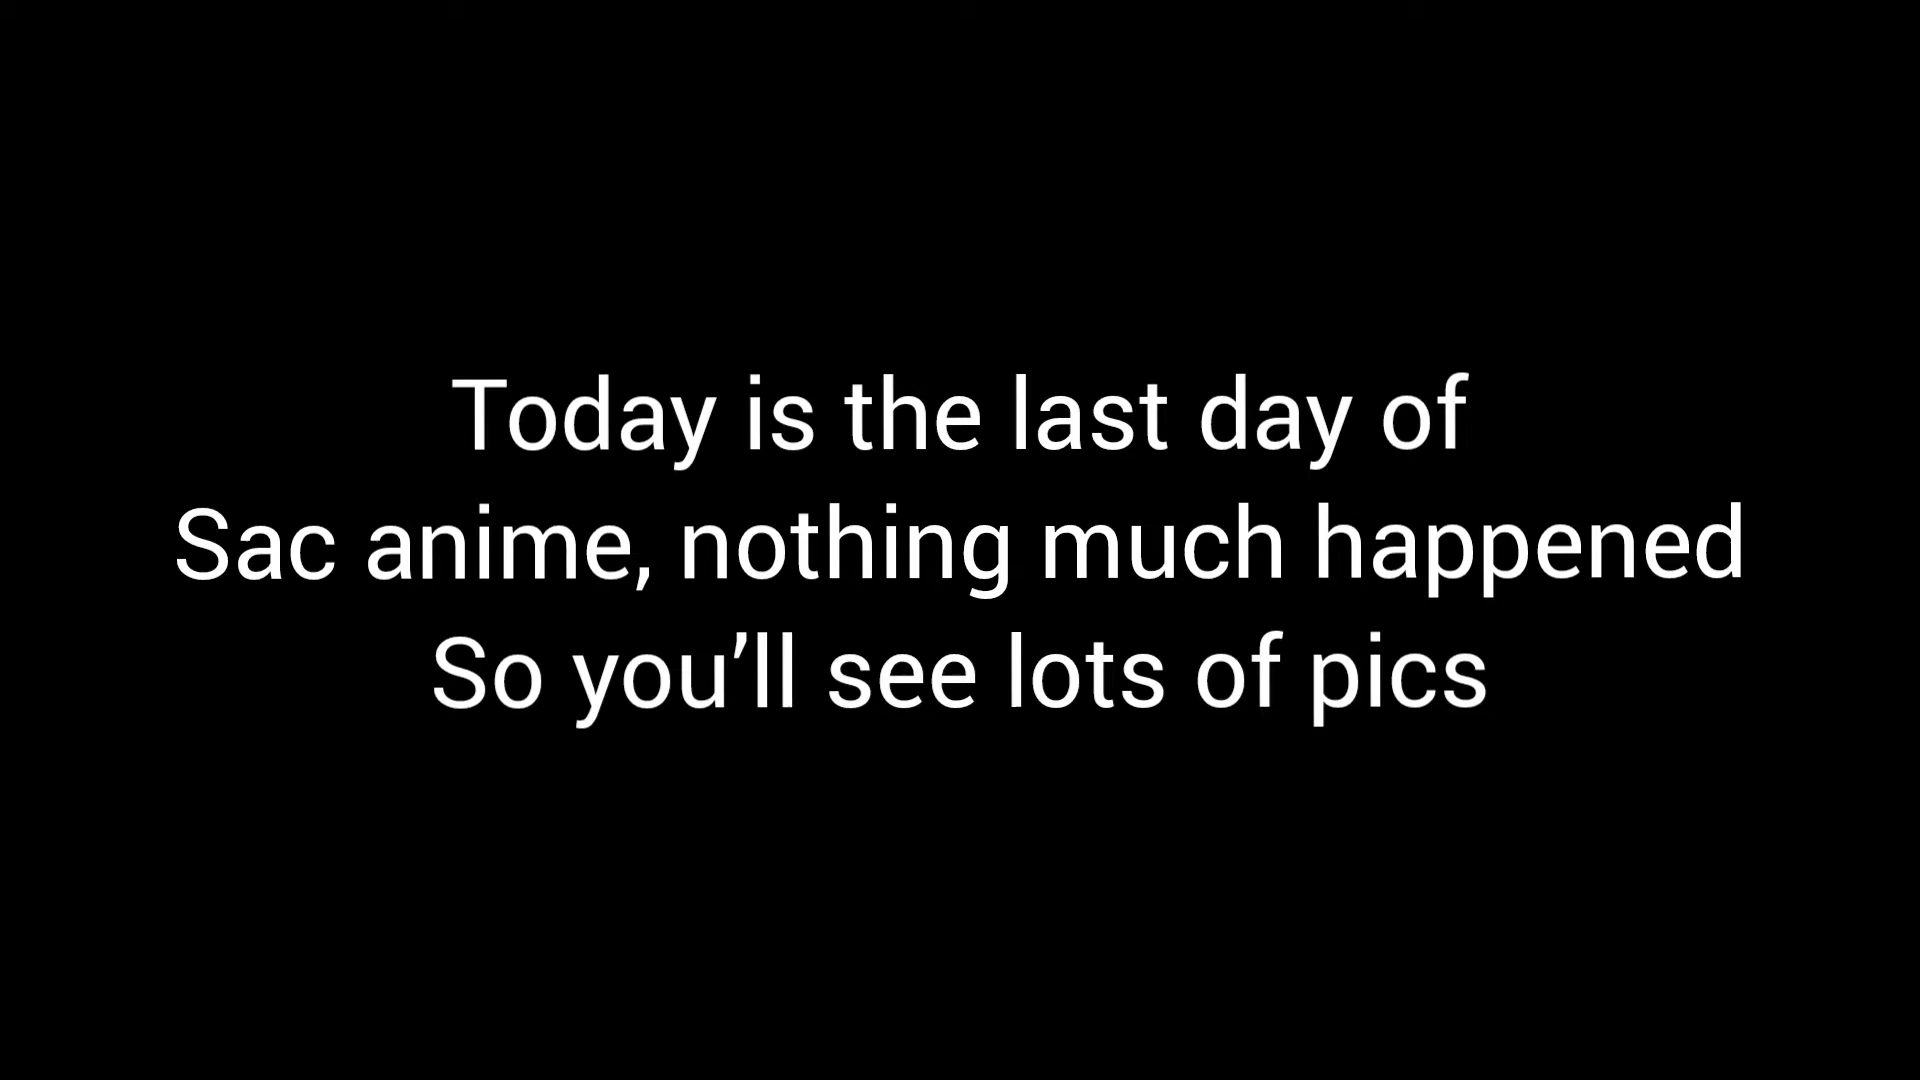 Today is the last day of
Sac anime, nothing much happened
So you’ll see lots of pics